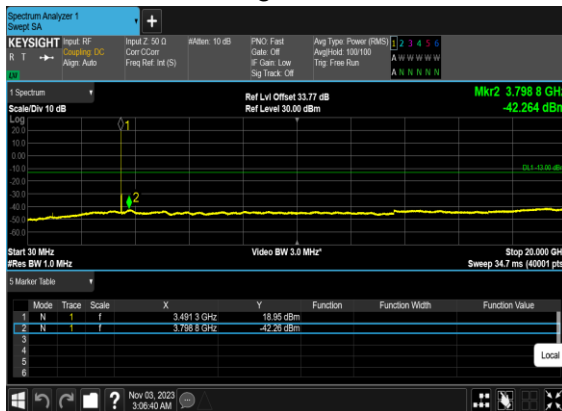 Spectrum Analyzer 1
Swept SA
KEYSIGHT Input: RF Input Z: 50 Ω #Atten: 10 dB PNO: Fast Avg Type: Power (RMS) 1 2 3 4 5 6
R T Coupling: DC Corr CCorr Gate: Off Avg|Hold: 100/100 A W W W W W
Align: Auto Freq Ref: Int (S) IF Gain: Low Trig: Free Run
Sig Track: Off A N N N N N
1 Spectrum Ref Lvl Offset 33.77 dB Mkr2 3.798 8 GHz
Scale/Div 10 dB Ref Level 30.00 dBm -42.264 dBm
Log
20.0
10.0
0.00
-10.0
-20.0
-30.0
-40.0
-50.0
-60.0
1
2
DL1 -13.00 dBm
Start 30 MHz Video BW 3.0 MHz* Stop 20.000 GHz
#Res BW 1.0 MHz Sweep 34.7 ms (40001 pts)
5 Marker Table
Mode Trace Scale X Y Function Function Width Function Value
1 N 1 f 3.491 3 GHz 18.95 dBm
2 N 1 f 3.798 8 GHz -42.26 dBm
3
4
5
6
Local
Nov 03, 2023
3:06:40 AM